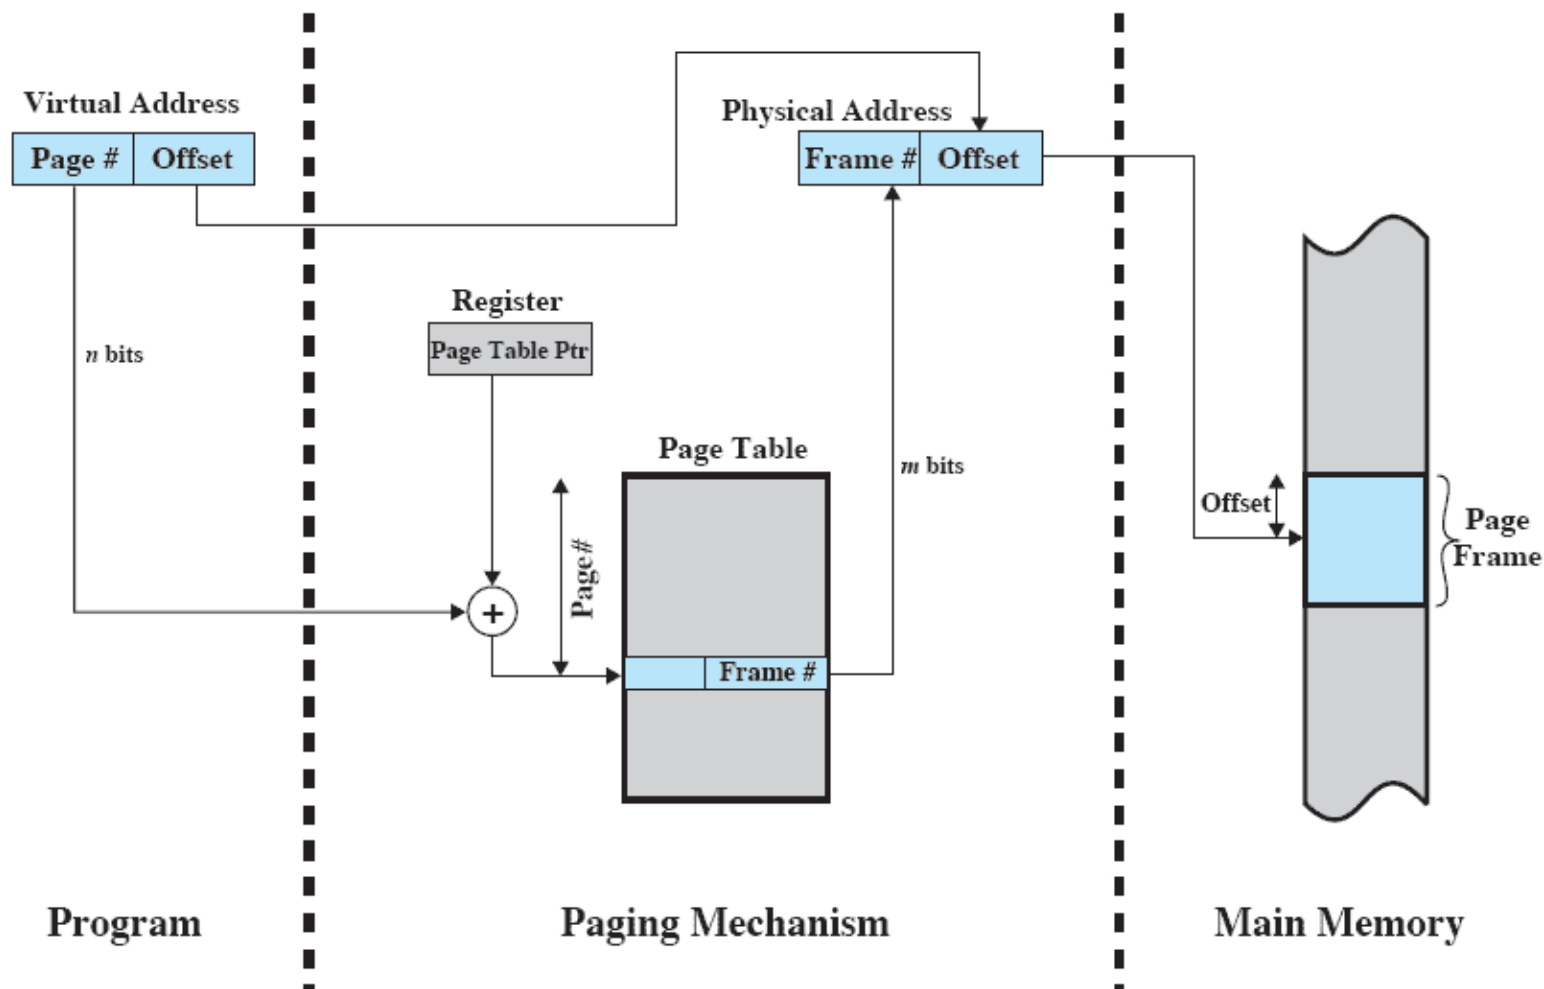 Virtual Address
Page # Offset
Physical Address
Frame # Offset
Register
Page Table Ptr
n bits
Page Table
m bits
Page#
Frame #
Offset
Page
Frame
Program
Paging Mechanism
Main Memory
+